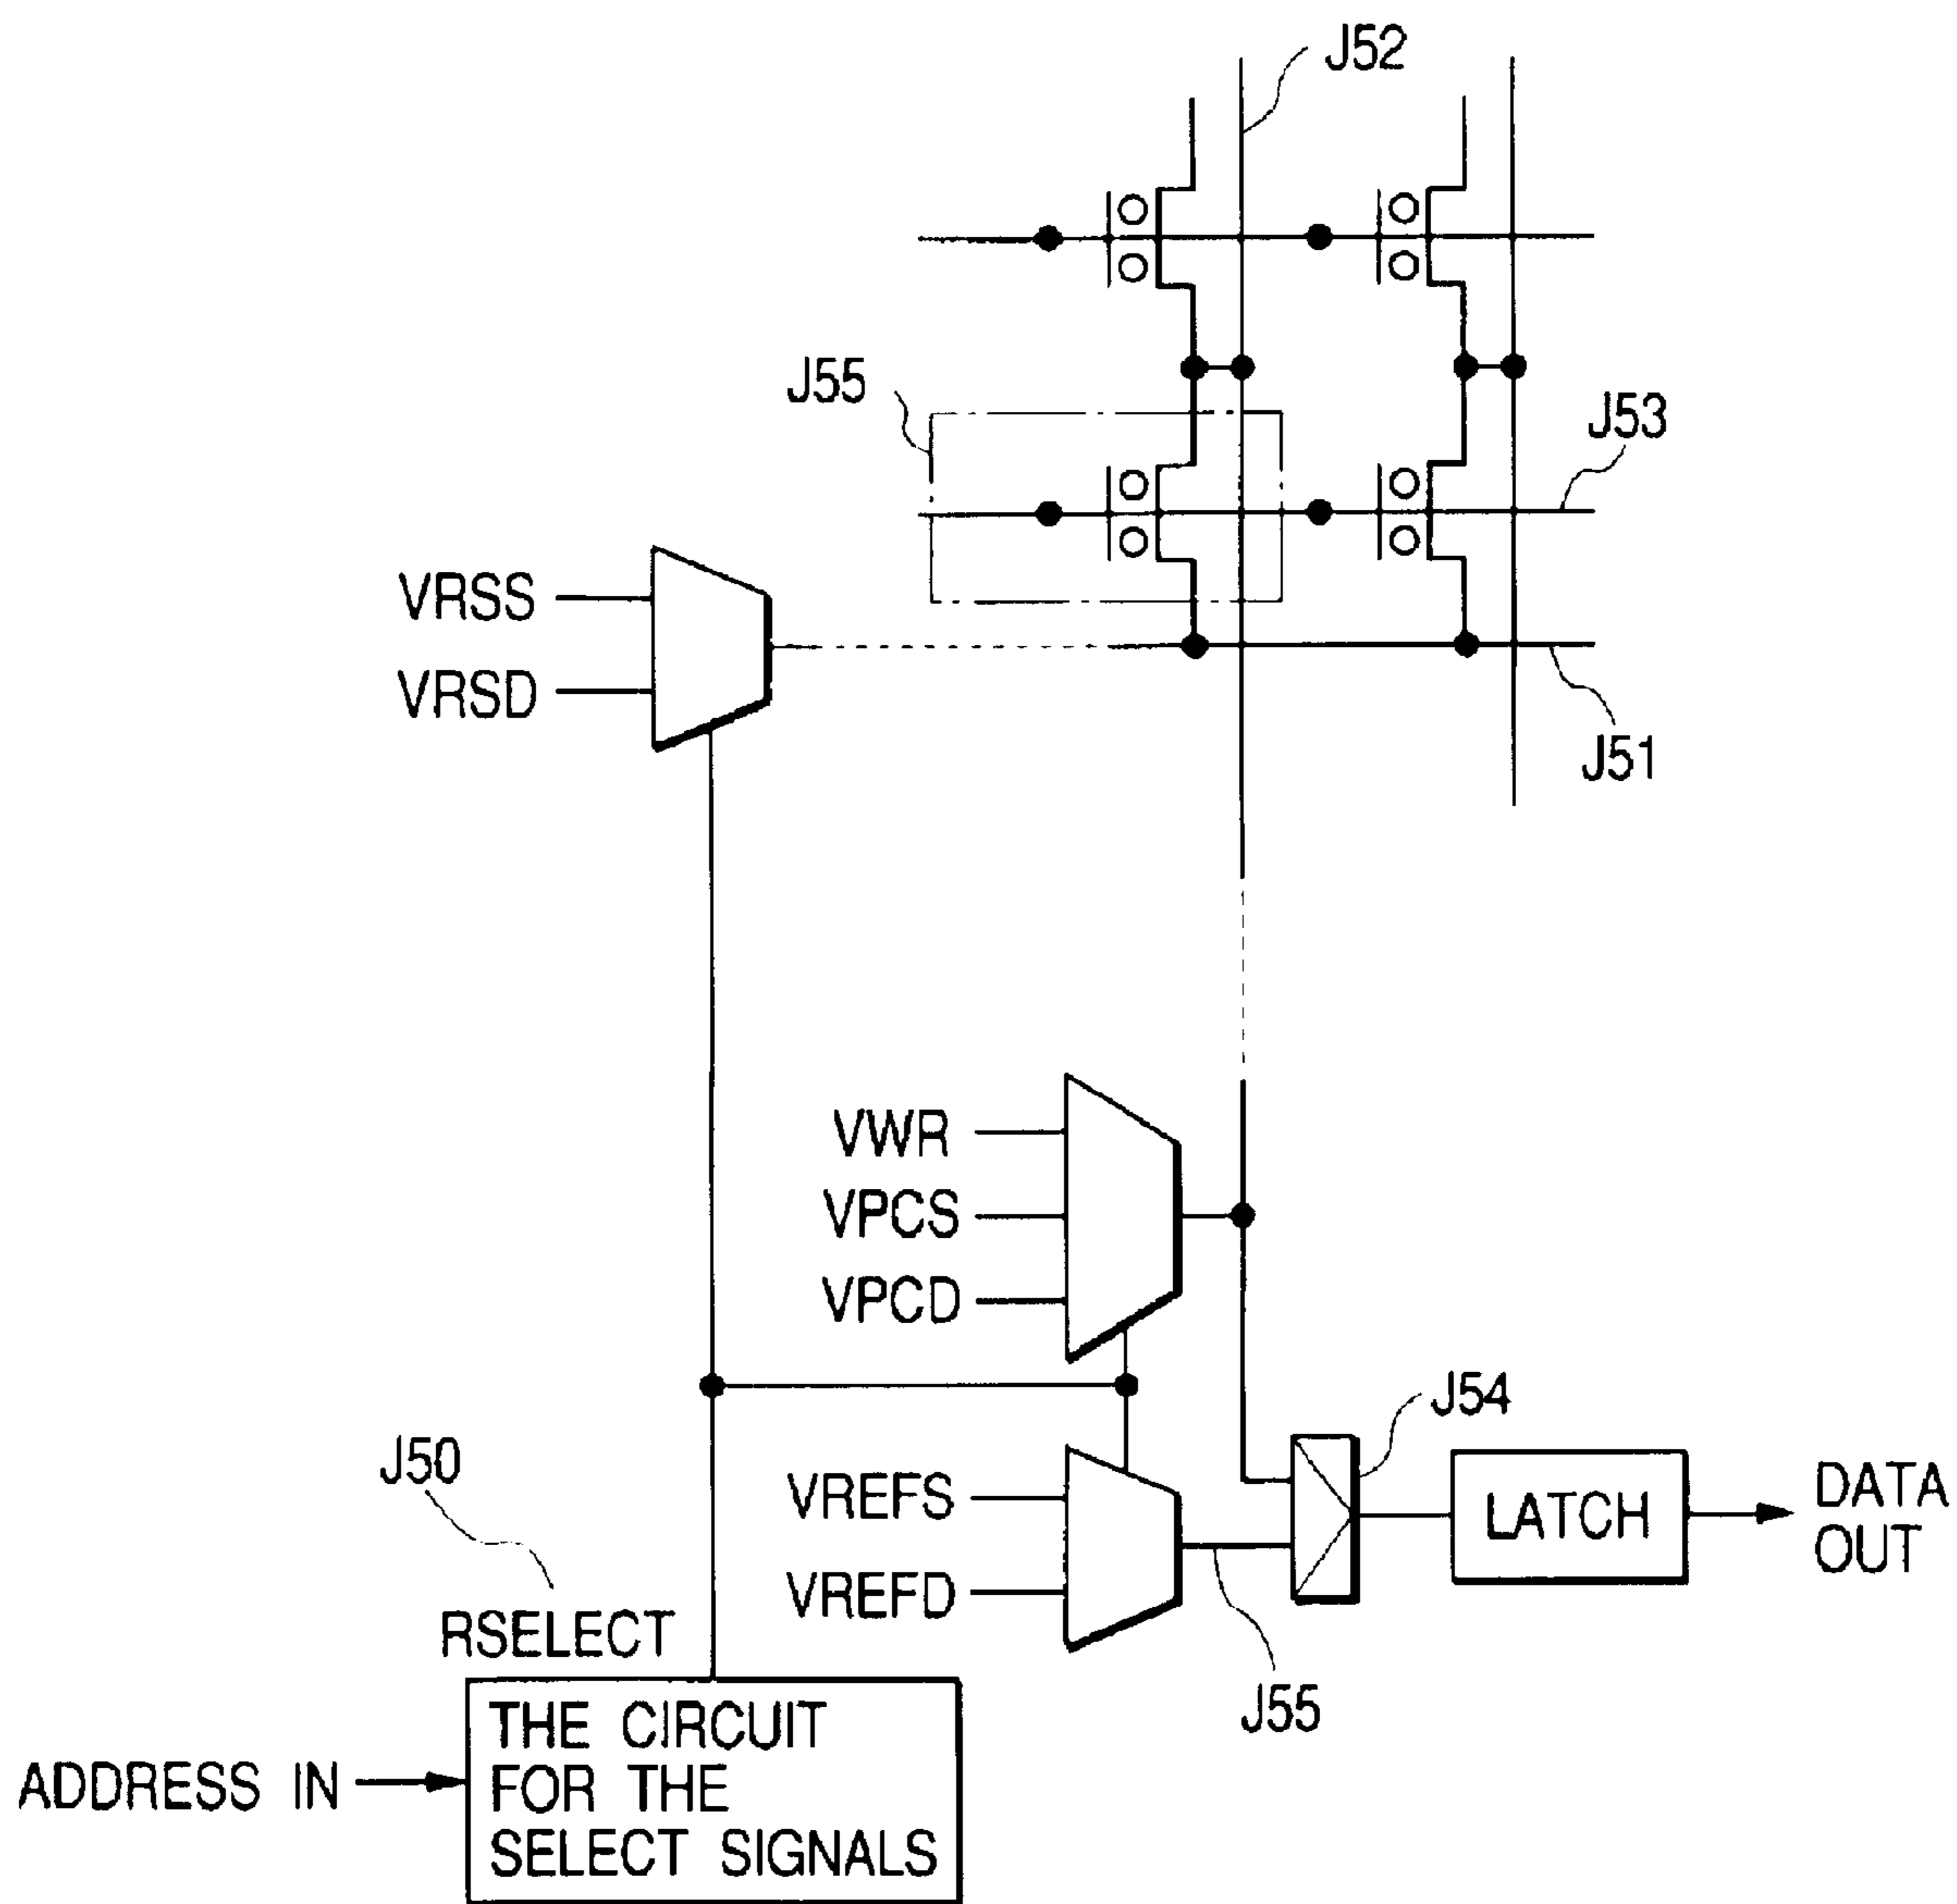 J52
J55
J53
VRSS
VRSD
J51
VWR
VPCS
VPCD
J54
J50
VREFS
VREFD
LATCH
DATA
OUT
RSELECT
J55
ADDRESS IN
THE CIRCUIT
FOR THE
SELECT SIGNALS